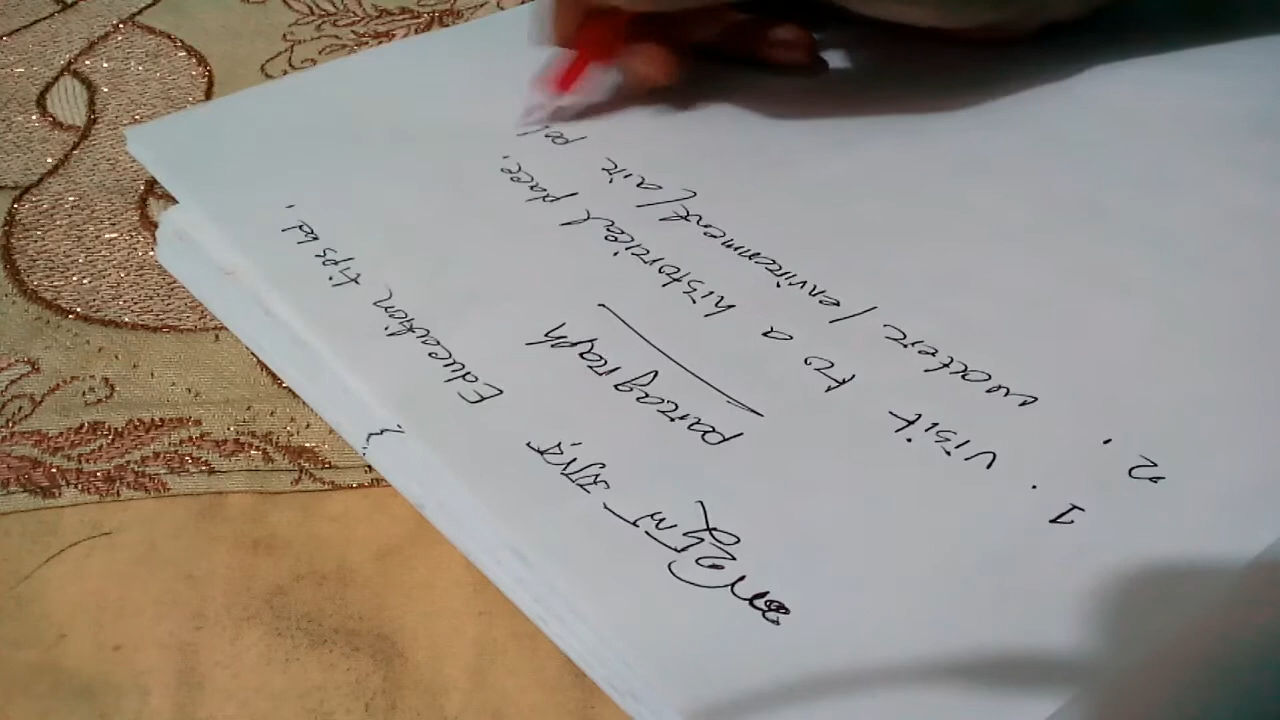 Education tips bd.
paragraph
1. visit to a historical place.
2. water/environment/air pol